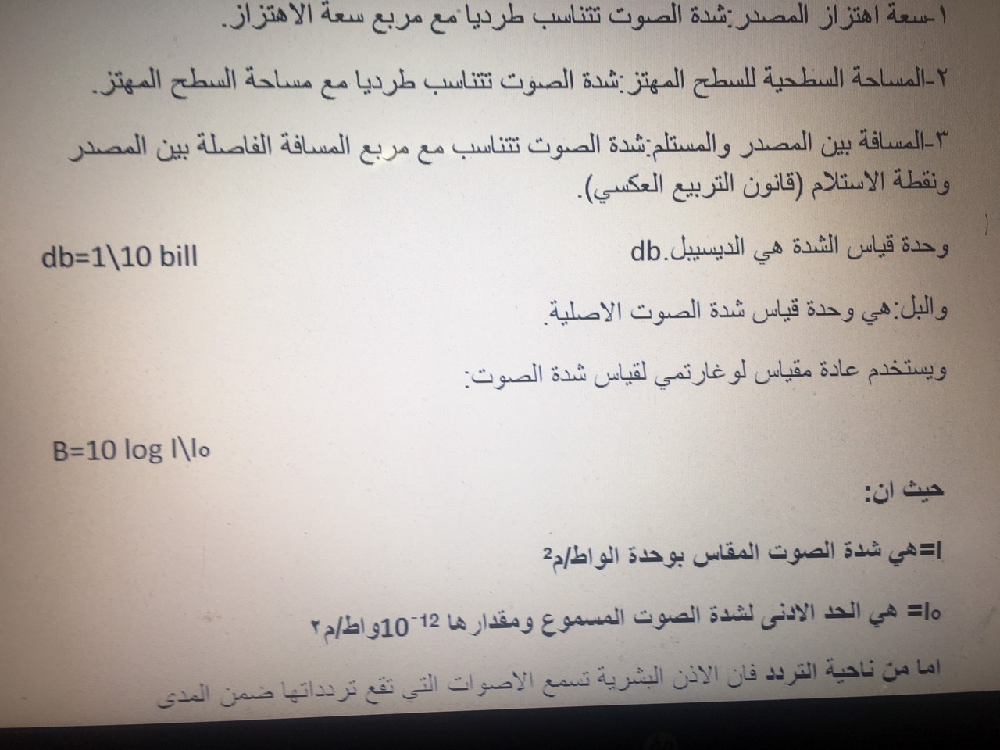 ١-سعة اهتزاز المصدر:شدة الصوت تتناسب طرديا مع مربع سعة الاهتزاز.
٢-المساحة السطحية للسطح المهتز:شدة الصوت تتناسب طرديا مع مساحة السطح المهتز.
٣-المسافة بين المصدر والمستلم:شدة الصوت تتناسب مع مربع المسافة الفاصلة بين المصدر
ونقطة الاستلام (قانون التربيع العكسي).
وحدة قياس الشدة هي الديسيبل.db db=1\10 bill
والبل:هي وحدة قياس شدة الصوت الاصلية.
ويستخدم عادة مقياس لوغارتمي لقياس شدة الصوت:
B=10 log I\Io
حيث ان:
I=هي شدة الصوت المقاس بوحدة الواط/م2
Io= هي الحد الادنى لشدة الصوت المسموع ومقدارها 10⁻¹²واط/م٢
اما من ناحية التردد فان الاذن البشرية تسمع الاصوات التي تقع تردداتها ضمن المدى